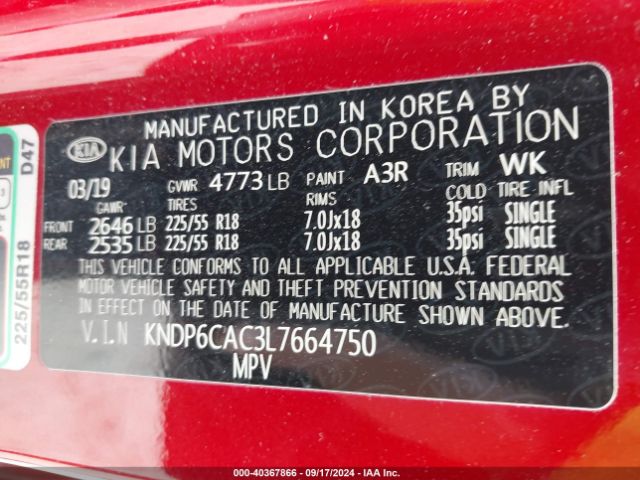 MANUFACTURED IN KOREA BY
KIA KIA MOTORS CORPORATION
03/19 GVWR 4773 LB PAINT A3R TRIM WK
GAWR TIRES RIMS COLD TIRE INFL
FRONT 2646 LB 225/55 R18 7.0Jx18 35psi SINGLE
REAR 2535 LB 225/55 R18 7.0Jx18 35psi SINGLE
THIS VEHICLE CONFORMS TO ALL APPLICABLE U.S.A. FEDERAL
MOTOR VEHICLE SAFETY AND THEFT PREVENTION STANDARDS
IN EFFECT ON THE DATE OF MANUFACTURE SHOWN ABOVE.
V.I.N KNDP6CAC3L7664750
MPV
D47
225/55R18
000-40367866 - 09/17/2024 - IAA Inc.